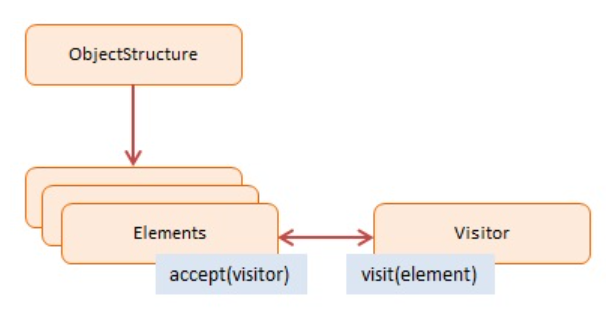 ObjectStructure
Elements
Visitor
accept(visitor)
visit(element)